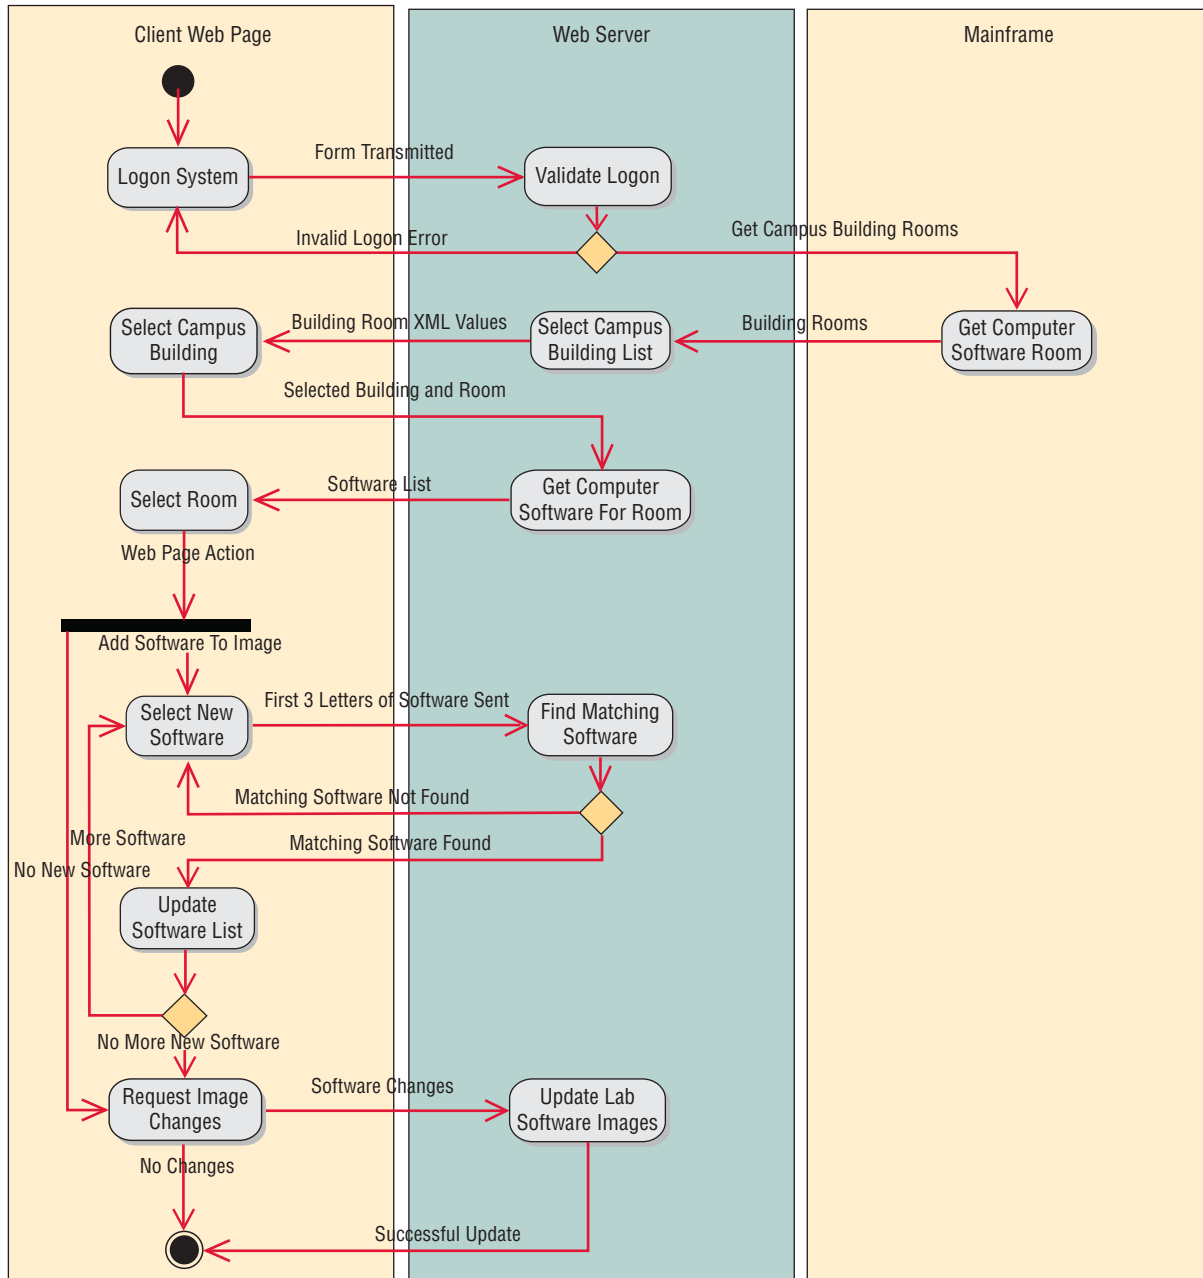 Client Web Page
Web Server
Mainframe
Form Transmitted
Logon System
Validate Logon
Invalid Logon Error
Get Campus Building Rooms
Select Campus
Building
Building Room XML Values
Select Campus
Building List
Building Rooms
Get Computer
Software Room
Selected Building and Room
Select Room
Software List
Get Computer
Software For Room
Web Page Action
Add Software To Image
Select New
Software
First 3 Letters of Software Sent
Find Matching
Software
Matching Software Not Found
More Software
Matching Software Found
No New Software
Update
Software List
No More New Software
Request Image
Changes
Software Changes
Update Lab
Software Images
No Changes
Successful Update